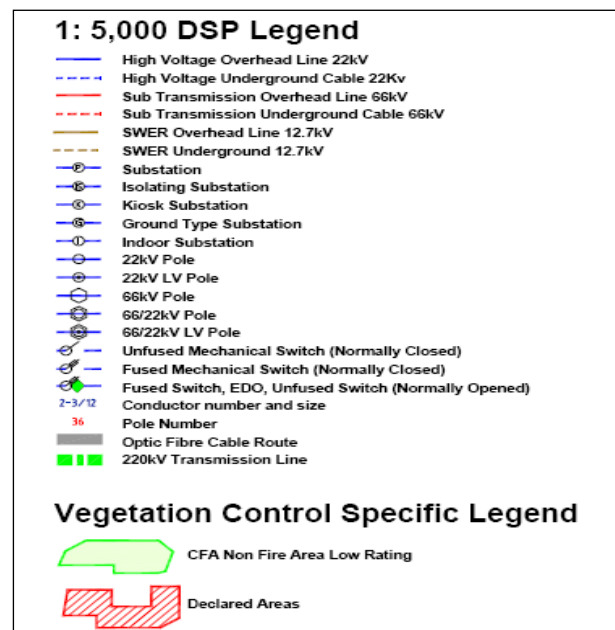 1: 5,000 DSP Legend
High Voltage Overhead Line 22kV
High Voltage Underground Cable 22Kv
Sub Transmission Overhead Line 66kV
Sub Transmission Underground Cable 66kV
SWER Overhead Line 12.7kV
SWER Underground 12.7kV
P Substation
Isolating Substation
K Kiosk Substation
G Ground Type Substation
I Indoor Substation
22kV Pole
22kV LV Pole
66kV Pole
66/22kV Pole
66/22kV LV Pole
Unfused Mechanical Switch (Normally Closed)
Fused Mechanical Switch (Normally Closed)
Fused Switch, EDO, Unfused Switch (Normally Opened)
2-3/12 Conductor number and size
36 Pole Number
Optic Fibre Cable Route
220kV Transmission Line
Vegetation Control Specific Legend
CFA Non Fire Area Low Rating
Declared Areas